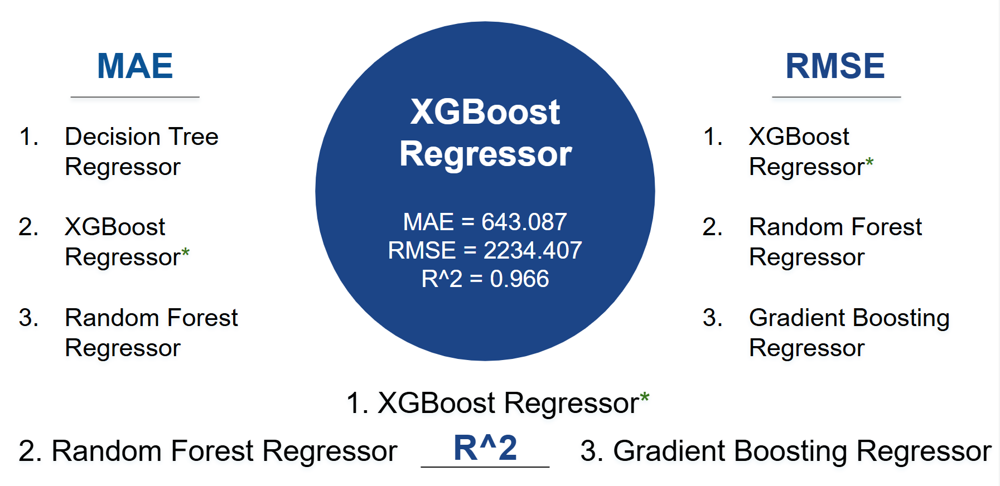 MAE
1. Decision Tree
Regressor
2. XGBoost
Regressor*
3. Random Forest
Regressor
XGBoost
Regressor
MAE = 643.087
RMSE = 2234.407
R^2 = 0.966
RMSE
1. XGBoost
Regressor*
2. Random Forest
Regressor
3. Gradient Boosting
Regressor
1. XGBoost Regressor*
2. Random Forest Regressor
R^2
3. Gradient Boosting Regressor